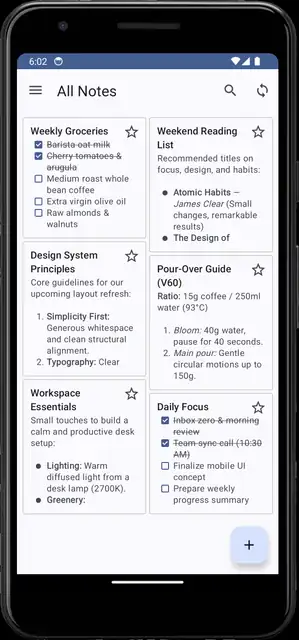 6:02
All Notes
Weekly Groceries
Barista oat milk
Cherry tomatoes &
arugula
Medium roast whole
bean coffee
Extra virgin olive oil
Raw almonds &
walnuts
Weekend Reading
List
Recommended titles on
focus, design, and habits:
Atomic Habits —
James Clear (Small
changes, remarkable
results)
The Design of
Design System
Principles
Core guidelines for our
upcoming layout refresh:
1. Simplicity First:
Generous whitespace
and clean structural
alignment.
2. Typography: Clear
Pour-Over Guide
(V60)
Ratio: 15g coffee / 250ml
water (93°C)
1. Bloom: 40g water,
pause for 40 seconds.
2. Main pour: Gentle
circular motions up to
150g.
Workspace
Essentials
Small touches to build a
calm and productive desk
setup:
Lighting: Warm
diffused light from a
desk lamp (2700K).
Greenery:
Daily Focus
Inbox zero & morning
review
Team sync call (10:30
AM)
Finalize mobile UI
concept
Prepare weekly
progress summary